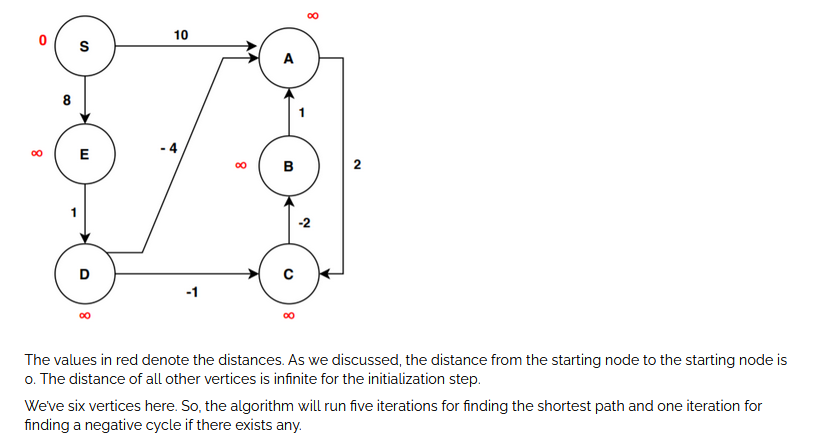 ∞
0
S
10
A
8
1
∞
E
- 4
∞
B
2
1
-2
D
C
-1
∞
∞
The values in red denote the distances. As we discussed, the distance from the starting node to the starting node is
0. The distance of all other vertices is infinite for the initialization step.
We've six vertices here. So, the algorithm will run five iterations for finding the shortest path and one iteration for
finding a negative cycle if there exists any.